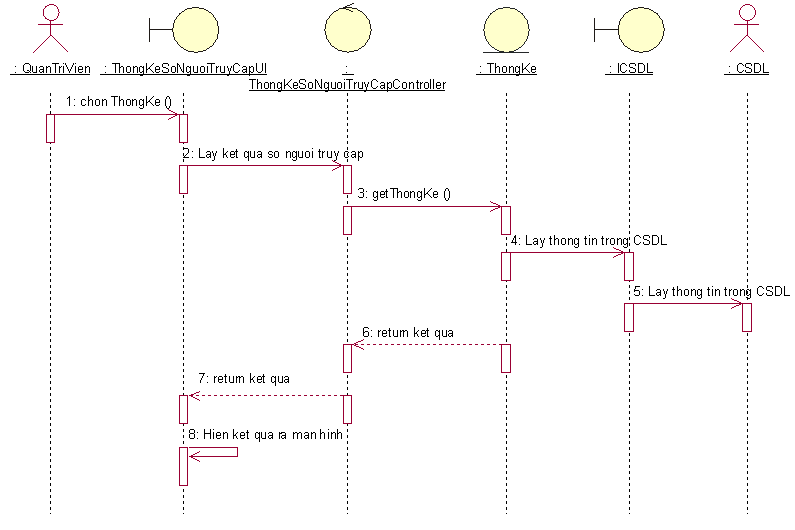 : QuanTriVien
: ThongKeSoNguoiTruyCapUI
:
ThongKeSoNguoiTruyCapController
: ThongKe
: ICSDL
: CSDL
1: chon ThongKe ()
2: Lay ket qua so nguoi truy cap
3: getThongKe ()
4: Lay thong tin trong CSDL
5: Lay thong tin trong CSDL
6: return ket qua
7: return ket qua
8: Hien ket qua ra man hinh